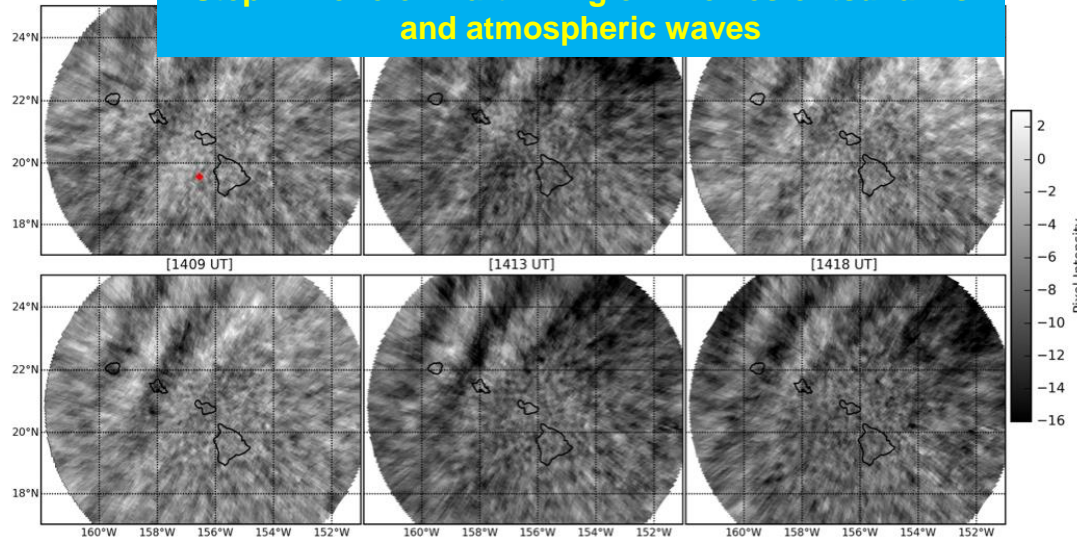 and atmospheric waves
24°N
22°N
20°N
18°N
[1409 UT] [1413 UT] [1418 UT]
24°N
22°N
20°N
18°N
160°W 158°W 156°W 154°W 152°W 160°W 158°W 156°W 154°W 152°W 160°W 158°W 156°W 154°W 152°W
2
0
−2
−4
−6
−8
−10
−12
−14
−16
Pixel Intensity